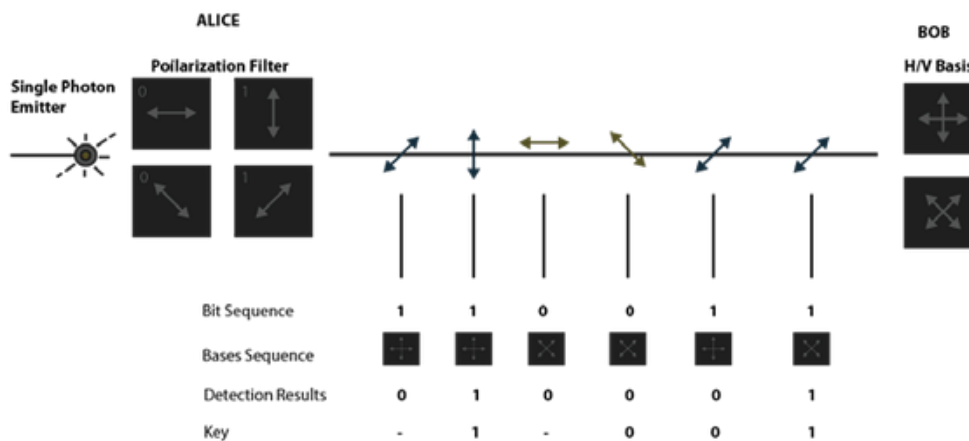 ALICE
BOB
Poilarization Filter
H/V Basis
Single Photon
Emitter
0
1
0
1
Bit Sequence 1 1 0 0 1 1
Bases Sequence
Detection Results 0 1 0 0 0 1
Key - 1 - 0 0 1